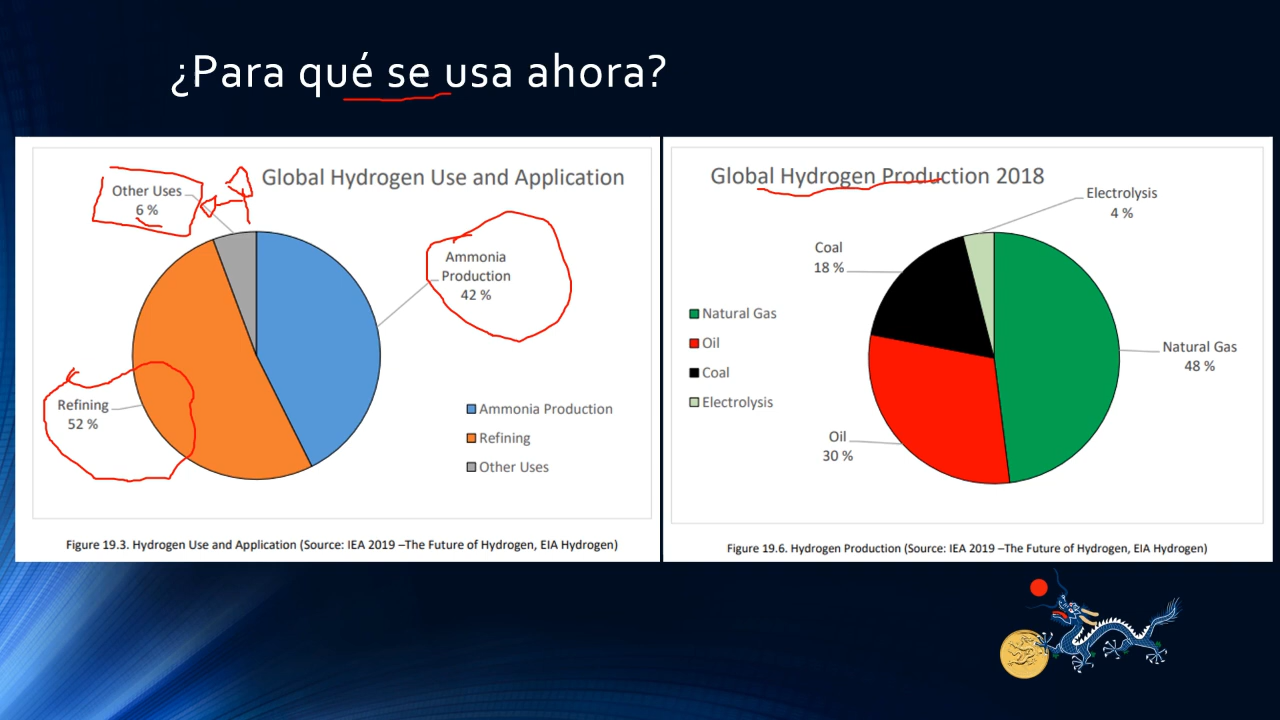 ¿Para qué se usa ahora?
Global Hydrogen Use and Application
Other Uses
6 %
Ammonia
Production
42 %
Refining
52 %
Ammonia Production
Refining
Other Uses
Figure 19.3. Hydrogen Use and Application (Source: IEA 2019 –The Future of Hydrogen, EIA Hydrogen)
Global Hydrogen Production 2018
Electrolysis
4 %
Coal
18 %
Natural Gas
Oil
Coal
Electrolysis
Natural Gas
48 %
Oil
30 %
Figure 19.6. Hydrogen Production (Source: IEA 2019 –The Future of Hydrogen, EIA Hydrogen)